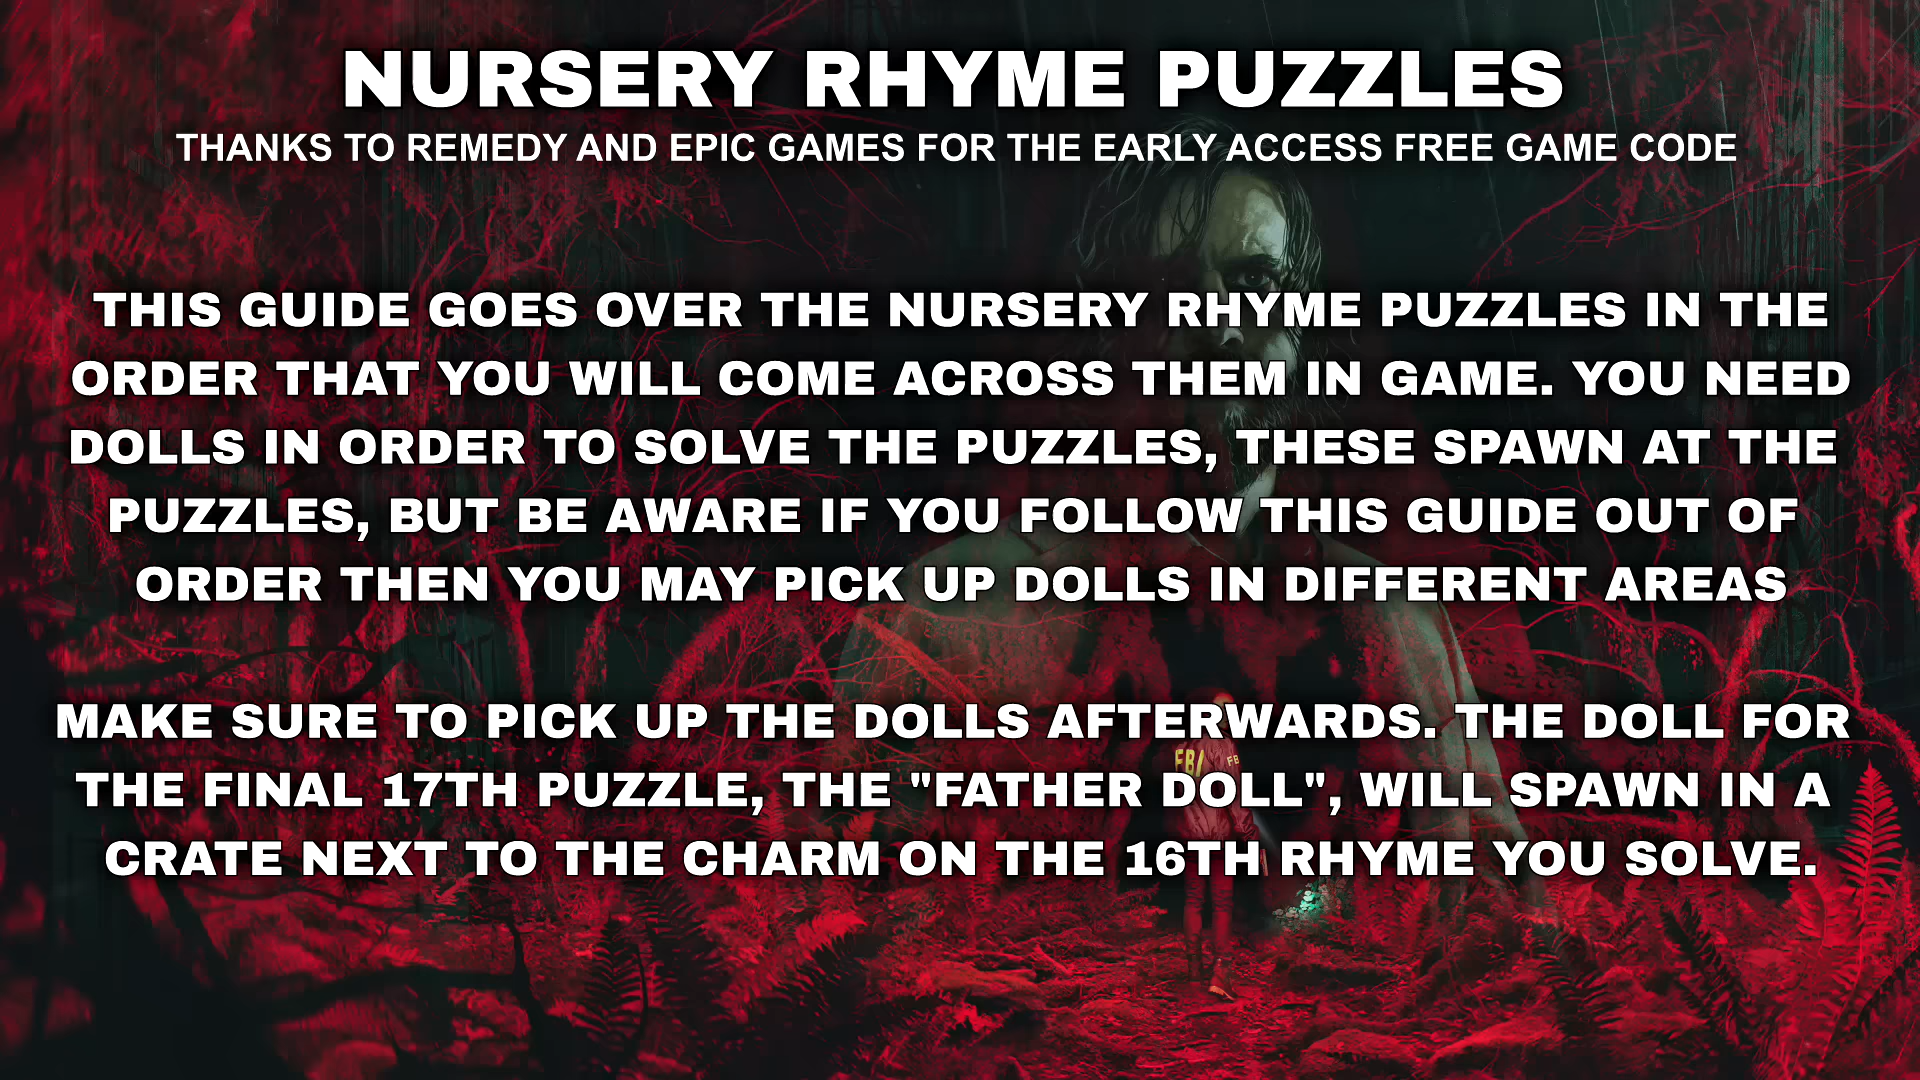 NURSERY RHYME PUZZLES
THANKS TO REMEDY AND EPIC GAMES FOR THE EARLY ACCESS FREE GAME CODE
THIS GUIDE GOES OVER THE NURSERY RHYME PUZZLES IN THE
ORDER THAT YOU WILL COME ACROSS THEM IN GAME. YOU NEED
DOLLS IN ORDER TO SOLVE THE PUZZLES, THESE SPAWN AT THE
PUZZLES, BUT BE AWARE IF YOU FOLLOW THIS GUIDE OUT OF
ORDER THEN YOU MAY PICK UP DOLLS IN DIFFERENT AREAS
MAKE SURE TO PICK UP THE DOLLS AFTERWARDS. THE DOLL FOR
FBI FB
THE FINAL 17TH PUZZLE, THE "FATHER DOLL", WILL SPAWN IN A
CRATE NEXT TO THE CHARM ON THE 16TH RHYME YOU SOLVE.